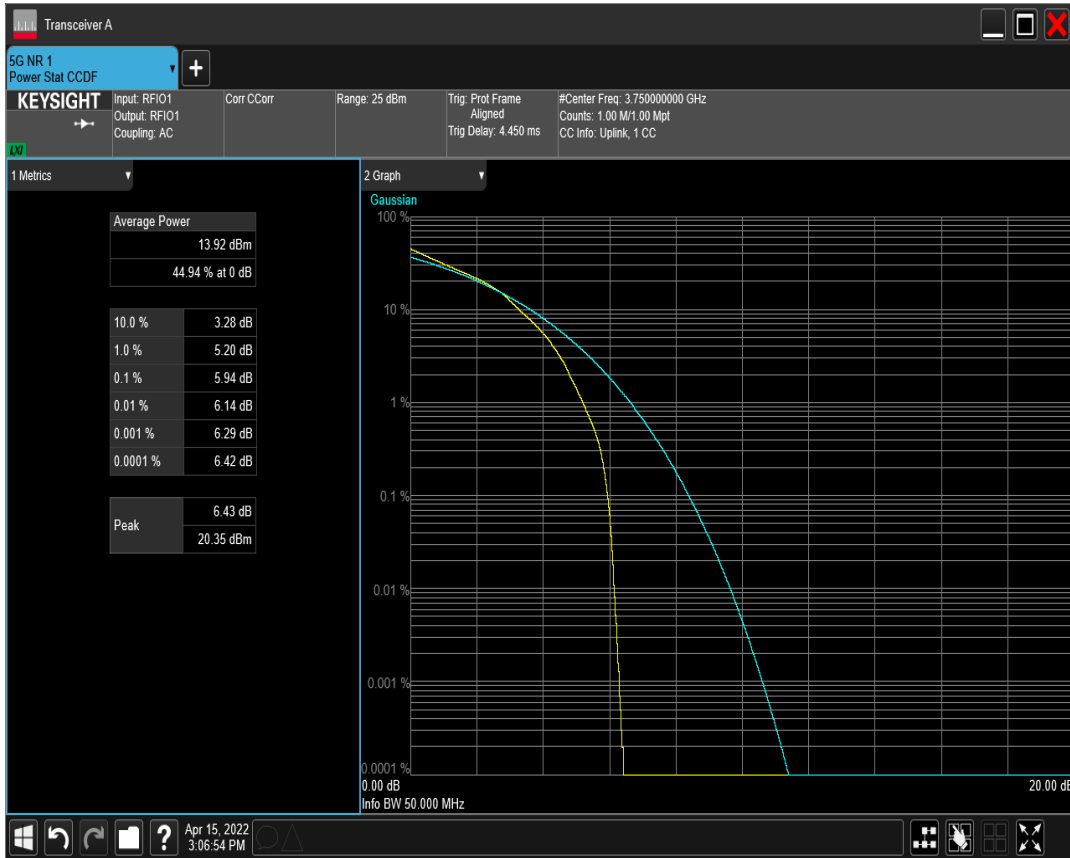 Transceiver A
5G NR 1
Power Stat CCDF
KEYSIGHT
LXI
Input: RFIO1
Output: RFIO1
Coupling: AC
Corr CCorr
Range: 25 dBm
Trig: Prot Frame
Aligned
Trig Delay: 4.450 ms
#Center Freq: 3.750000000 GHz
Counts: 1.00 M/1.00 Mpt
CC Info: Uplink, 1 CC
1 Metrics
Average Power
13.92 dBm
44.94 % at 0 dB
10.0 % 3.28 dB
1.0 % 5.20 dB
0.1 % 5.94 dB
0.01 % 6.14 dB
0.001 % 6.29 dB
0.0001 % 6.42 dB
Peak
6.43 dB
20.35 dBm
2 Graph
Gaussian
100 %
10 %
1 %
0.1 %
0.01 %
0.001 %
0.0001 %
0.00 dB 20.00 dB
Info BW 50.000 MHz
? Apr 15, 2022
3:06:54 PM